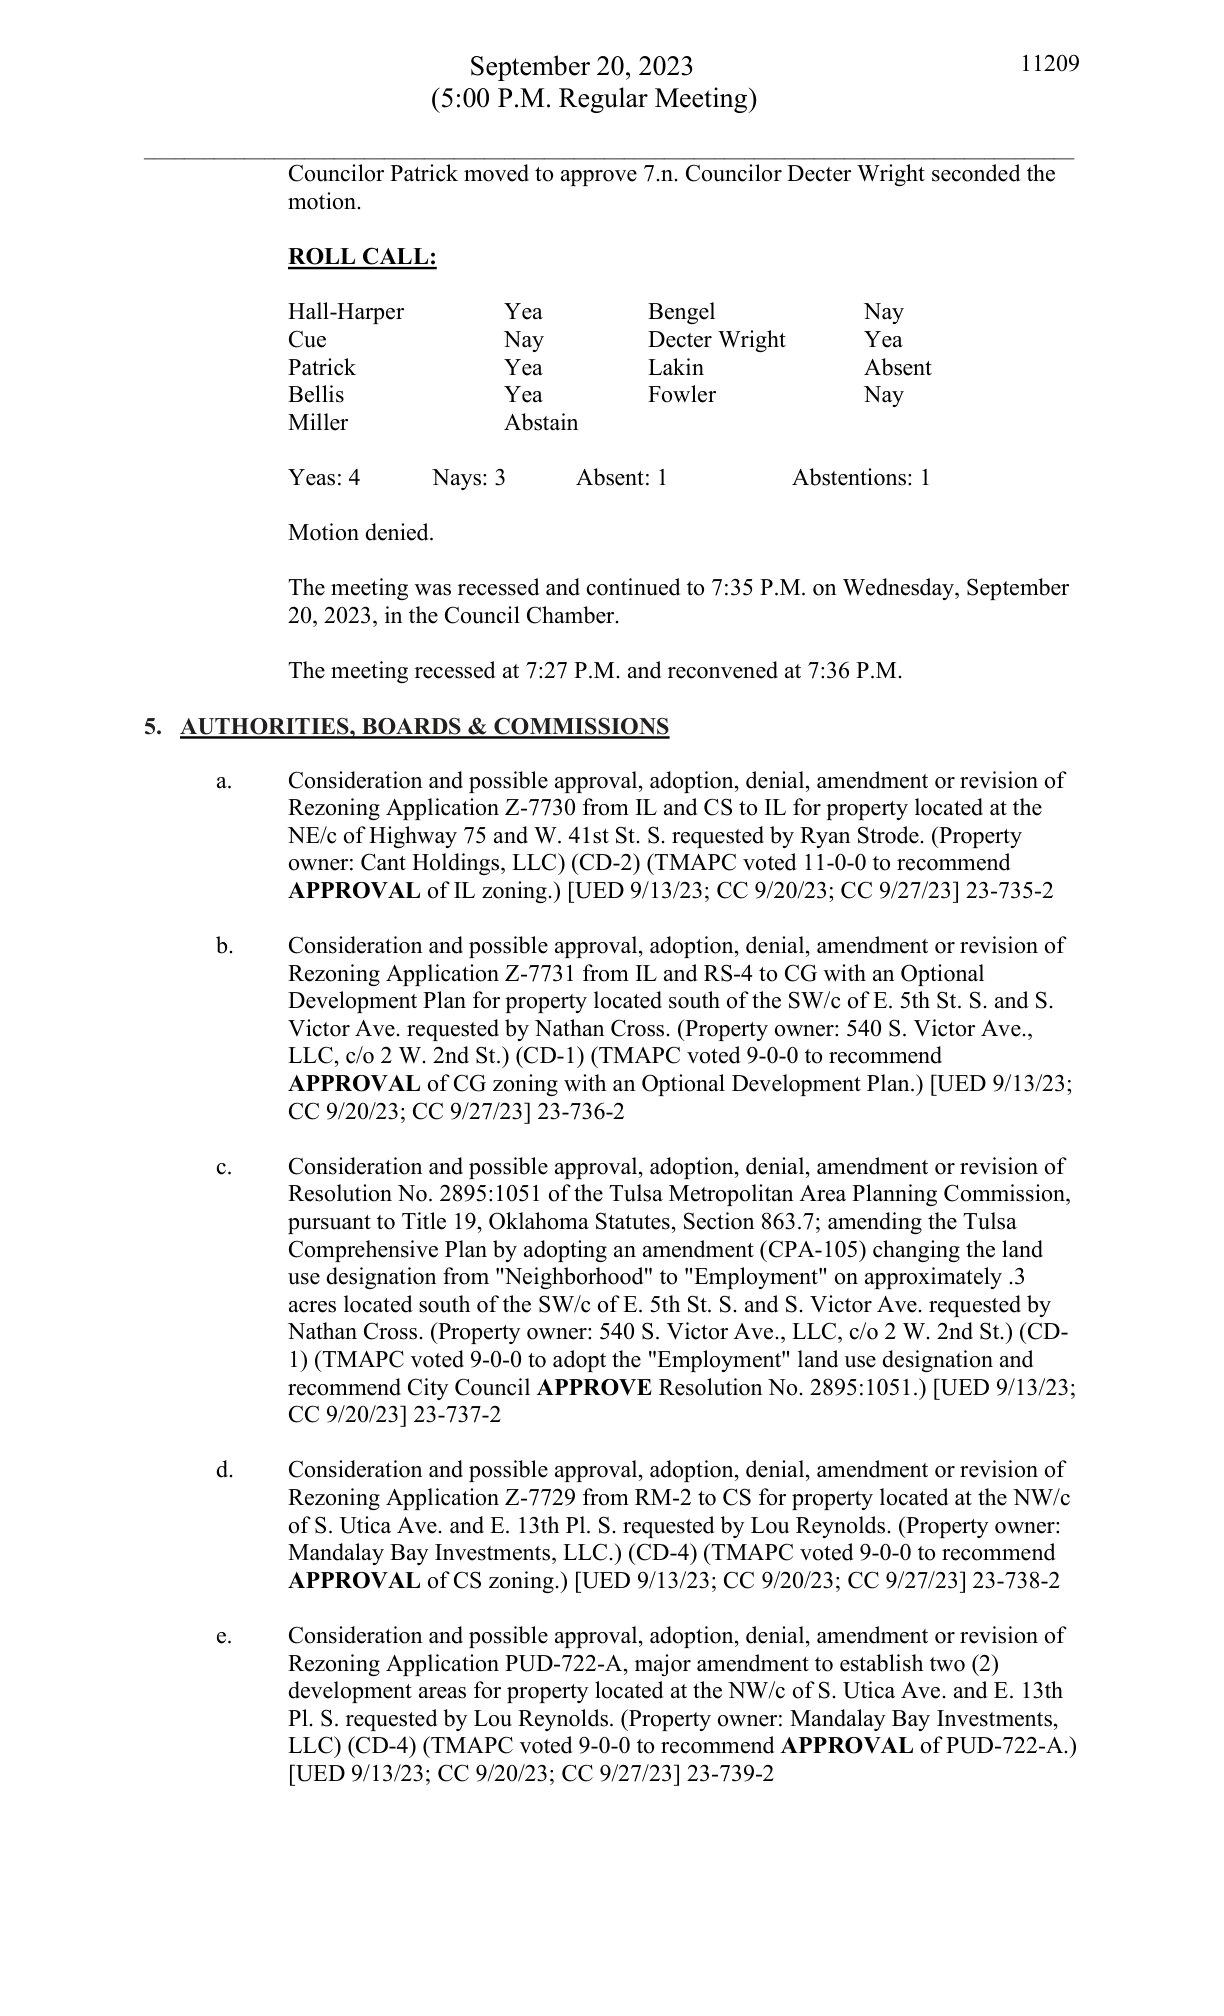 September 20, 2023
11209
(5:00 P.M. Regular Meeting)
Councilor Patrick moved to approve 7.n. Councilor Decter Wright seconded the
motion.
ROLL CALL:
Hall-Harper Yea Bengel Nay
Cue Nay Decter Wright Yea
Patrick Yea Lakin Absent
Bellis Yea Fowler Nay
Miller Abstain
Yeas: 4 Nays: 3 Absent: 1 Abstentions: 1
Motion denied.
The meeting was recessed and continued to 7:35 P.M. on Wednesday, September
20, 2023, in the Council Chamber.
The meeting recessed at 7:27 P.M. and reconvened at 7:36 P.M.
5. AUTHORITIES, BOARDS & COMMISSIONS
a. Consideration and possible approval, adoption, denial, amendment or revision of
Rezoning Application Z-7730 from IL and CS to IL for property located at the
NE/c of Highway 75 and W. 41st St. S. requested by Ryan Strode. (Property
owner: Cant Holdings, LLC) (CD-2) (TMAPC voted 11-0-0 to recommend
APPROVAL of IL zoning.) [UED 9/13/23; CC 9/20/23; CC 9/27/23] 23-735-2
b. Consideration and possible approval, adoption, denial, amendment or revision of
Rezoning Application Z-7731 from IL and RS-4 to CG with an Optional
Development Plan for property located south of the SW/c of E. 5th St. S. and S.
Victor Ave. requested by Nathan Cross. (Property owner: 540 S. Victor Ave.,
LLC, c/o 2 W. 2nd St.) (CD-1) (TMAPC voted 9-0-0 to recommend
APPROVAL of CG zoning with an Optional Development Plan.) [UED 9/13/23;
CC 9/20/23; CC 9/27/23] 23-736-2
c. Consideration and possible approval, adoption, denial, amendment or revision of
Resolution No. 2895:1051 of the Tulsa Metropolitan Area Planning Commission,
pursuant to Title 19, Oklahoma Statutes, Section 863.7; amending the Tulsa
Comprehensive Plan by adopting an amendment (CPA-105) changing the land
use designation from "Neighborhood" to "Employment" on approximately .3
acres located south of the SW/c of E. 5th St. S. and S. Victor Ave. requested by
Nathan Cross. (Property owner: 540 S. Victor Ave., LLC, c/o 2 W. 2nd St.) (CD-
1) (TMAPC voted 9-0-0 to adopt the "Employment" land use designation and
recommend City Council APPROVE Resolution No. 2895:1051.) [UED 9/13/23;
CC 9/20/23] 23-737-2
d. Consideration and possible approval, adoption, denial, amendment or revision of
Rezoning Application Z-7729 from RM-2 to CS for property located at the NW/c
of S. Utica Ave. and E. 13th Pl. S. requested by Lou Reynolds. (Property owner:
Mandalay Bay Investments, LLC.) (CD-4) (TMAPC voted 9-0-0 to recommend
APPROVAL of CS zoning.) [UED 9/13/23; CC 9/20/23; CC 9/27/23] 23-738-2
e. Consideration and possible approval, adoption, denial, amendment or revision of
Rezoning Application PUD-722-A, major amendment to establish two (2)
development areas for property located at the NW/c of S. Utica Ave. and E. 13th
Pl. S. requested by Lou Reynolds. (Property owner: Mandalay Bay Investments,
LLC) (CD-4) (TMAPC voted 9-0-0 to recommend APPROVAL of PUD-722-A.)
[UED 9/13/23; CC 9/20/23; CC 9/27/23] 23-739-2